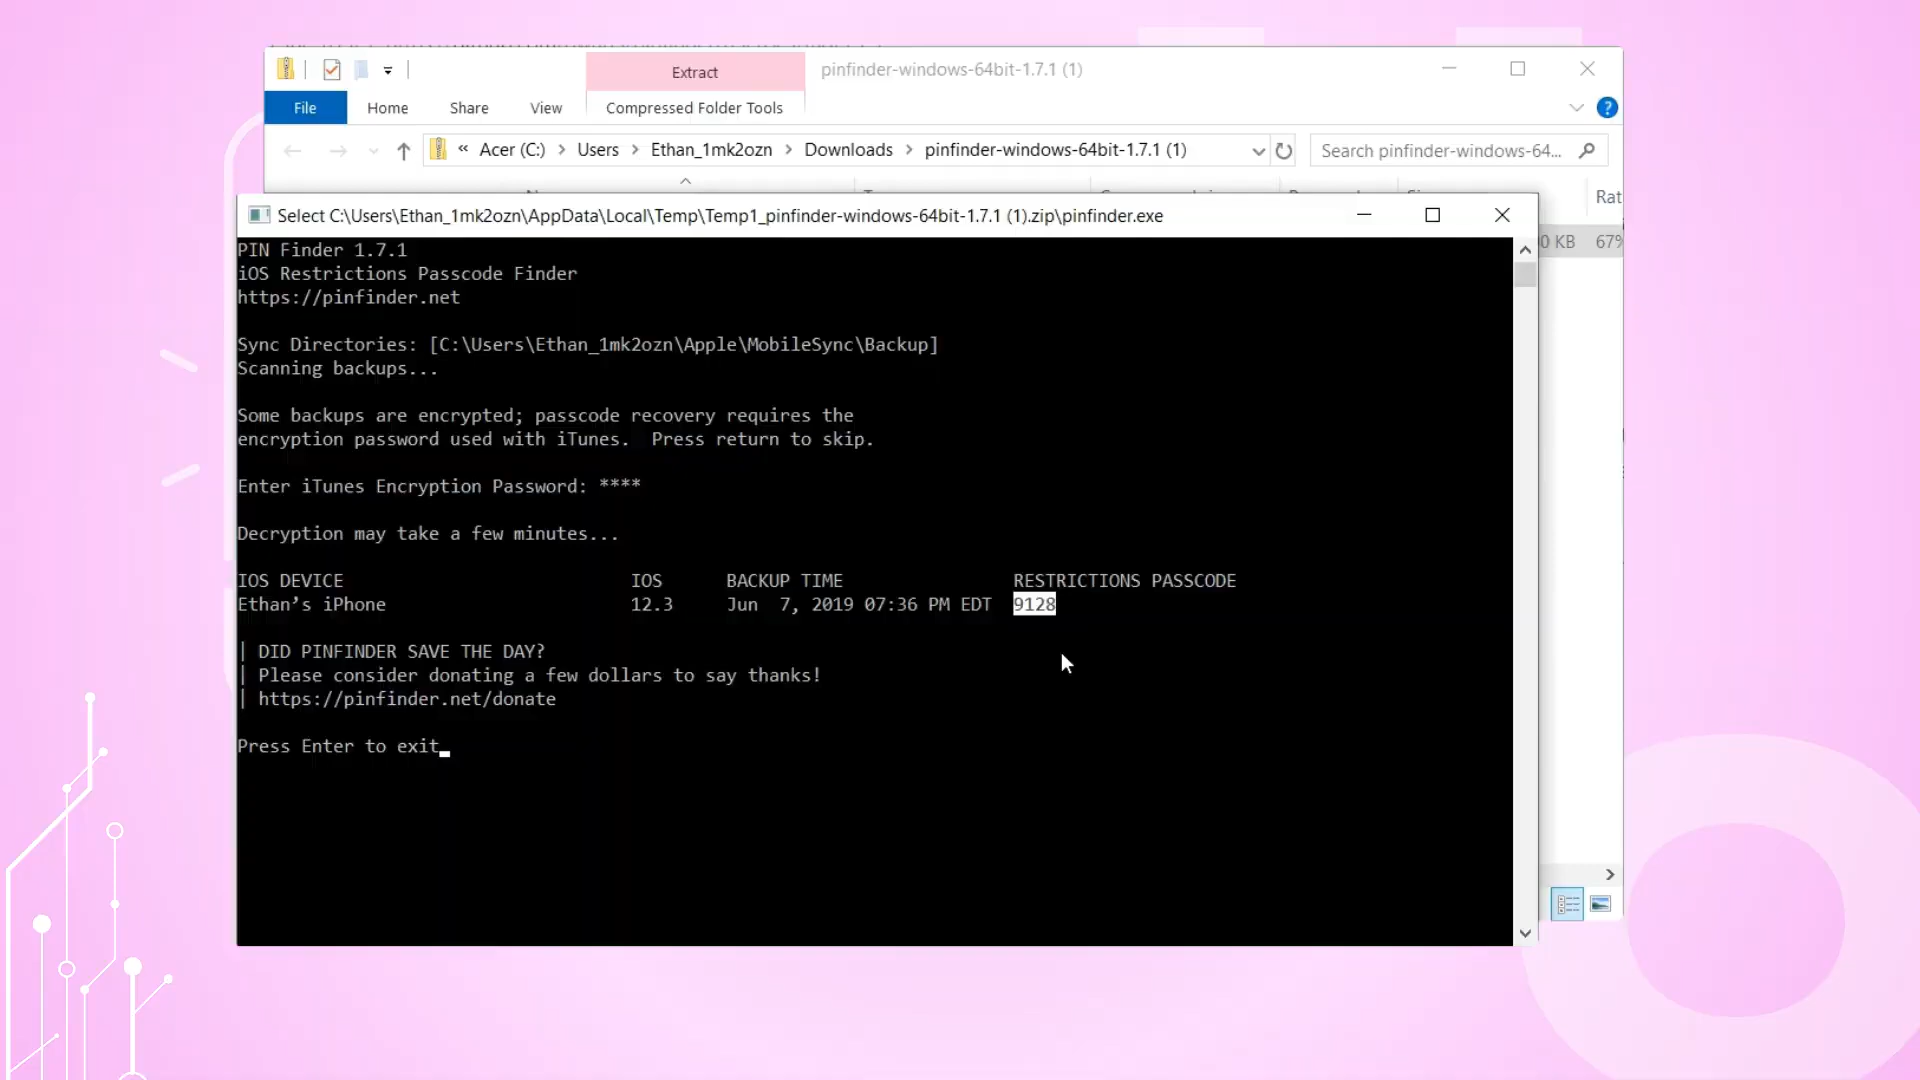 Extract
pinfinder-windows-64bit-1.7.1 (1)
File
Home
Share
View
Compressed Folder Tools
?
« Acer (C:) > Users > Ethan_1mk2ozn > Downloads > pinfinder-windows-64bit-1.7.1 (1)
Search pinfinder-windows-64...
Rat
Select C:\Users\Ethan_1mk2ozn\AppData\Local\Temp\Temp1_pinfinder-windows-64bit-1.7.1 (1).zip\pinfinder.exe
0 KB 67%
PIN Finder 1.7.1
iOS Restrictions Passcode Finder
https://pinfinder.net
Sync Directories: [C:\Users\Ethan_1mk2ozn\Apple\MobileSync\Backup]
Scanning backups...
Some backups are encrypted; passcode recovery requires the
encryption password used with iTunes.  Press return to skip.
Enter iTunes Encryption Password: ****
Decryption may take a few minutes...
IOS DEVICE IOS BACKUP TIME RESTRICTIONS PASSCODE
Ethan’s iPhone 12.3 Jun  7, 2019 07:36 PM EDT 9128
| DID PINFINDER SAVE THE DAY?
| Please consider donating a few dollars to say thanks!
| https://pinfinder.net/donate
Press Enter to exit